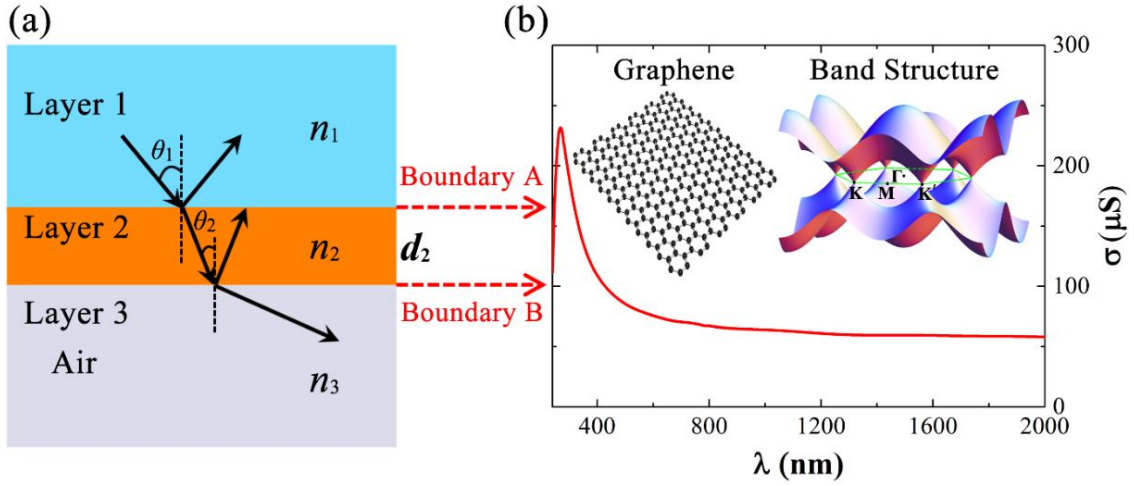 (a)
Layer 1
θ1
n1
Boundary A
Layer 2
θ2
n2
d2
Boundary B
Layer 3
Air
n3
(b)
Graphene
Band Structure
Γ
K
M
K'
300
200
100
0
σ (μS)
400
800
1200
1600
2000
λ (nm)